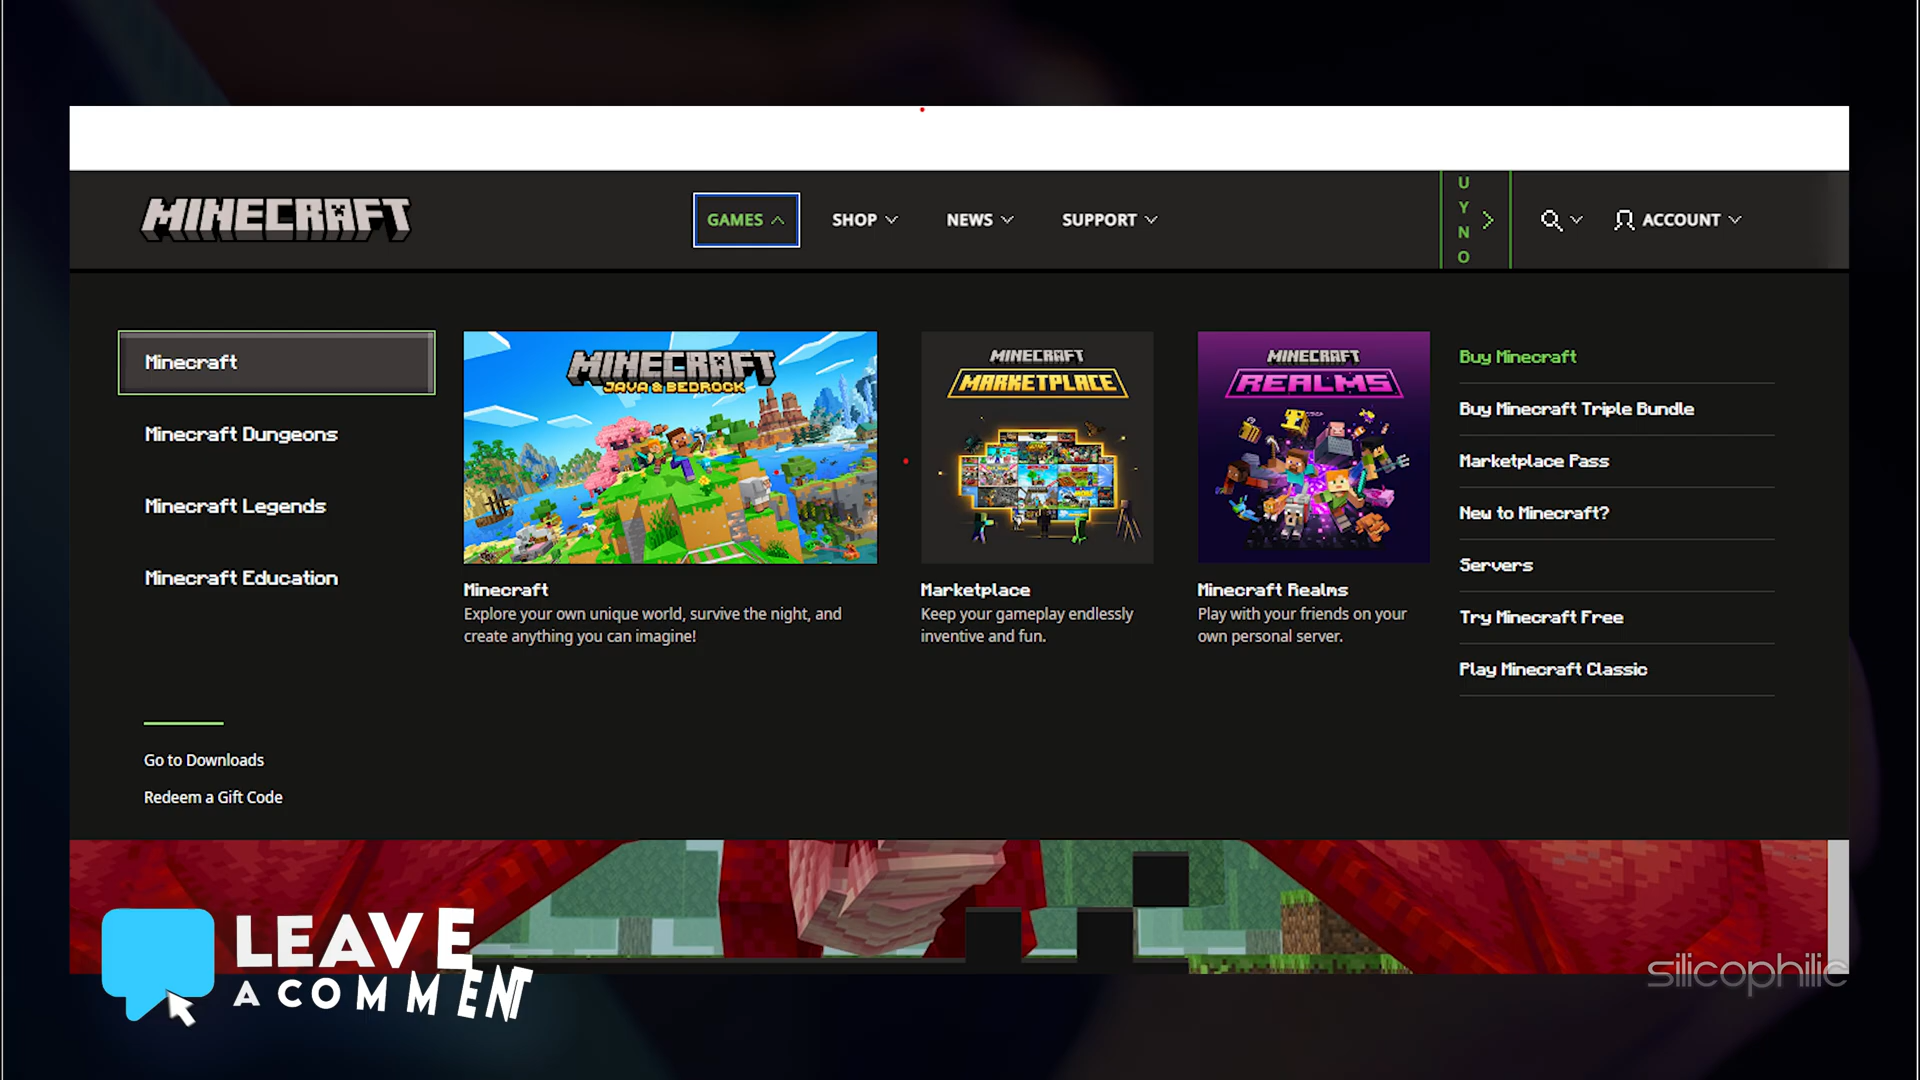 MINECRAFT
GAMES
SHOP
NEWS
SUPPORT
U
Y
N
O
ACCOUNT
Minecraft
Minecraft Dungeons
Minecraft Legends
Minecraft Education
MINECRAFT
JAVA & BEDROCK
Minecraft
Explore your own unique world, survive the night, and
create anything you can imagine!
MINECRAFT
MARKETPLACE
Marketplace
Keep your gameplay endlessly
inventive and fun.
MINECRAFT
REALMS
Minecraft Realms
Play with your friends on your
own personal server.
Buy Minecraft
Buy Minecraft Triple Bundle
Marketplace Pass
New to Minecraft?
Servers
Try Minecraft Free
Play Minecraft Classic
Go to Downloads
Redeem a Gift Code
LEAVE
A COMMENT
silicophilic